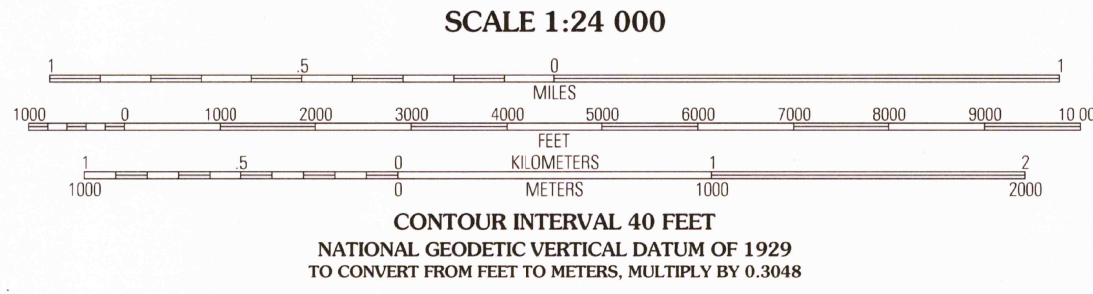 SCALE 1:24 000
1 .5 0 1
MILES
1000 0 1000 2000 3000 4000 5000 6000 7000 8000 9000 10 00
FEET
1 .5 0 KILOMETERS 1 2
1000 0 METERS 1000 2000
CONTOUR INTERVAL 40 FEET
NATIONAL GEODETIC VERTICAL DATUM OF 1929
TO CONVERT FROM FEET TO METERS, MULTIPLY BY 0.3048